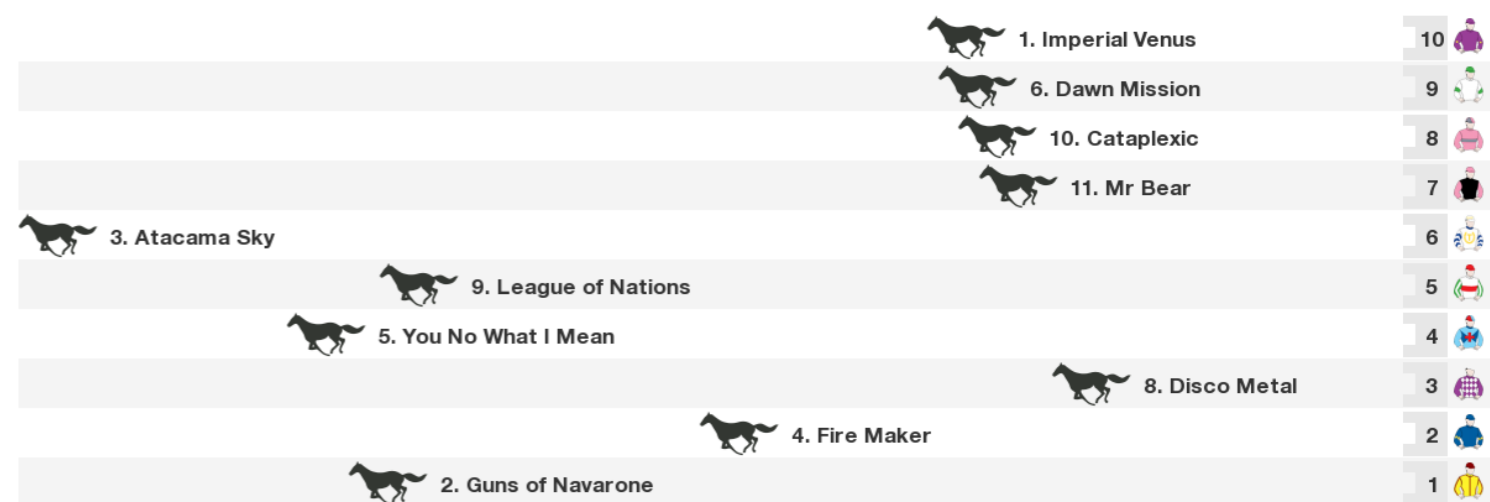 1. Imperial Venus 10
6. Dawn Mission 9
10. Cataplexic 8
11. Mr Bear 7
3. Atacama Sky 6
9. League of Nations 5
5. You No What I Mean 4
8. Disco Metal 3
4. Fire Maker 2
2. Guns of Navarone 1